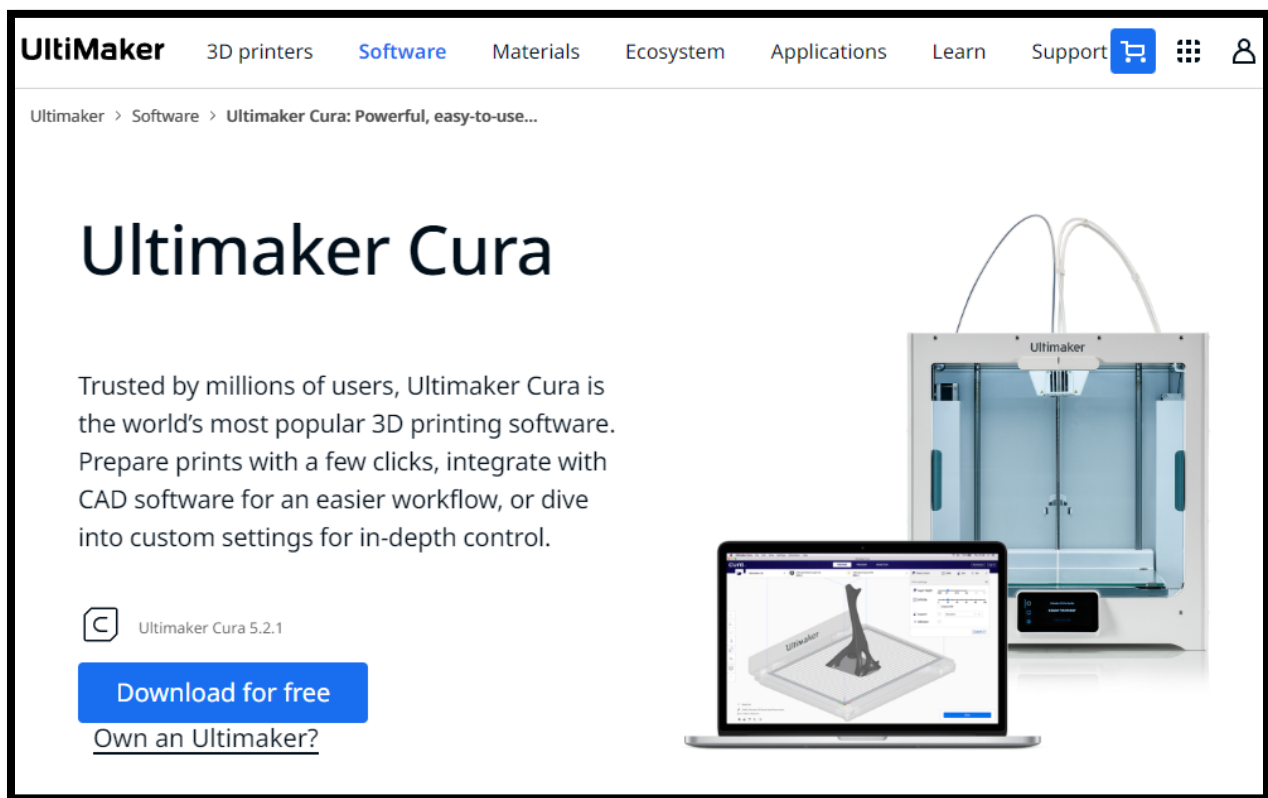 UltiMaker 3D printers Software Materials Ecosystem Applications Learn Support
Ultimaker > Software > Ultimaker Cura: Powerful, easy-to-use...
Ultimaker Cura
Trusted by millions of users, Ultimaker Cura is
the world’s most popular 3D printing software.
Prepare prints with a few clicks, integrate with
CAD software for an easier workflow, or dive
into custom settings for in-depth control.
Ultimaker Cura 5.2.1
Download for free
Own an Ultimaker?
Ultimaker
CURA
Ultimaker